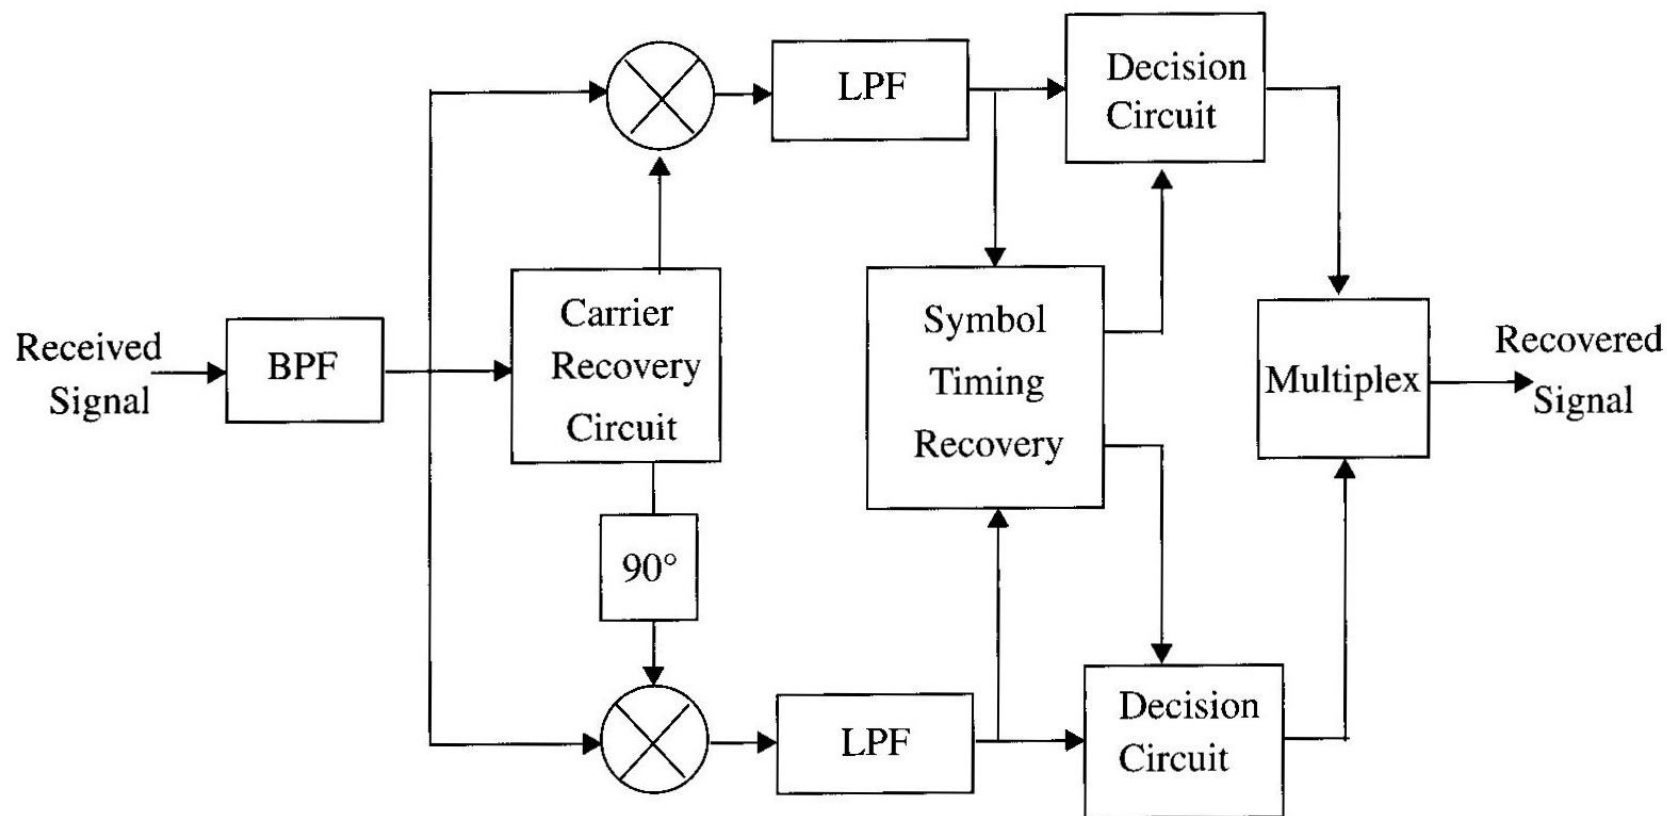 LPF
Decision
Circuit
Received
Signal
BPF
Carrier
Recovery
Circuit
Symbol
Timing
Recovery
Multiplex
Recovered
Signal
90°
LPF
Decision
Circuit